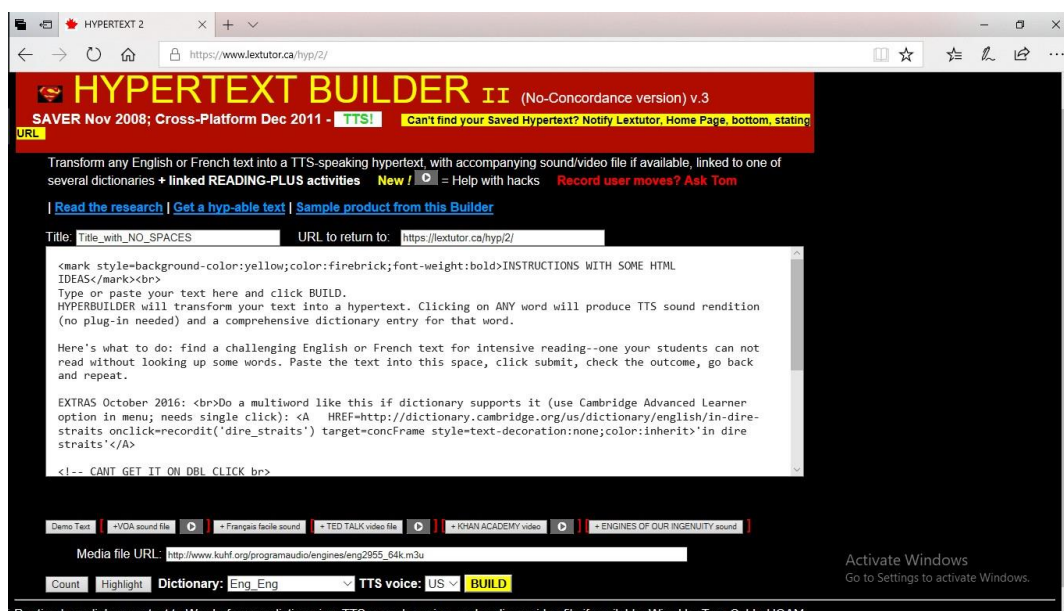 HYPERTEXT 2
https://www.lextutor.ca/hyp/2/
HYPERTEXT BUILDER II (No-Concordance version) v.3
SAVER Nov 2008; Cross-Platform Dec 2011 - TTS! Can't find your Saved Hypertext? Notify Lextutor, Home Page, bottom, stating
URL
Transform any English or French text into a TTS-speaking hypertext, with accompanying sound/video file if available, linked to one of
several dictionaries + linked READING-PLUS activities New ! = Help with hacks Record user moves? Ask Tom
| Read the research | Get a hyp-able text | Sample product from this Builder
Title: Title_with_NO_SPACES URL to return to: https://lextutor.ca/hyp/2/
<mark style=background-color:yellow;color:firebrick;font-weight:bold>INSTRUCTIONS WITH SOME HTML
IDEAS</mark><br>
Type or paste your text here and click BUILD.
HYPERBUILDER will transform your text into a hypertext. Clicking on ANY word will produce TTS sound rendition
(no plug-in needed) and a comprehensive dictionary entry for that word.
Here's what to do: find a challenging English or French text for intensive reading--one your students can not
read without looking up some words. Paste the text into this space, click submit, check the outcome, go back
and repeat.
EXTRAS October 2016: <br>Do a multiword like this if dictionary supports it (use Cambridge Advanced Learner
option in menu; needs single click): <A HREF=http://dictionary.cambridge.org/us/dictionary/english/in-dire-
straits onclick=recordit('dire_straits') target=concFrame style=text-decoration:none;color:inherit>'in dire
straits'</A>
<!-- CANT GET IT ON DBL CLICK br>
Demo Text [ +VOA sound file ] [ + Français facile sound [ + TED TALK video file ] [ + KHAN ACADEMY video ] [ + ENGINES OF OUR INGENUITY sound ]
Media file URL: http://www.kuhf.org/programaudio/engines/eng2955_64k.m3u
Count Highlight Dictionary: Eng_Eng TTS voice: US BUILD
Activate Windows
Go to Settings to activate Windows.